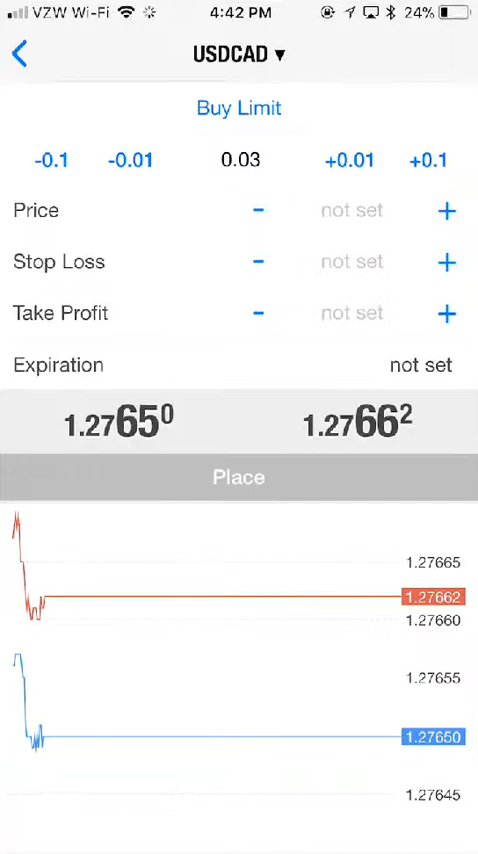 VZW Wi-Fi 4:42 PM 24%
USDCAD ▾
Buy Limit
-0.1 -0.01 0.03 +0.01 +0.1
Price - not set +
Stop Loss - not set +
Take Profit - not set +
Expiration not set
1.27650 1.27662
Place
1.27665
1.27662
1.27660
1.27655
1.27650
1.27645